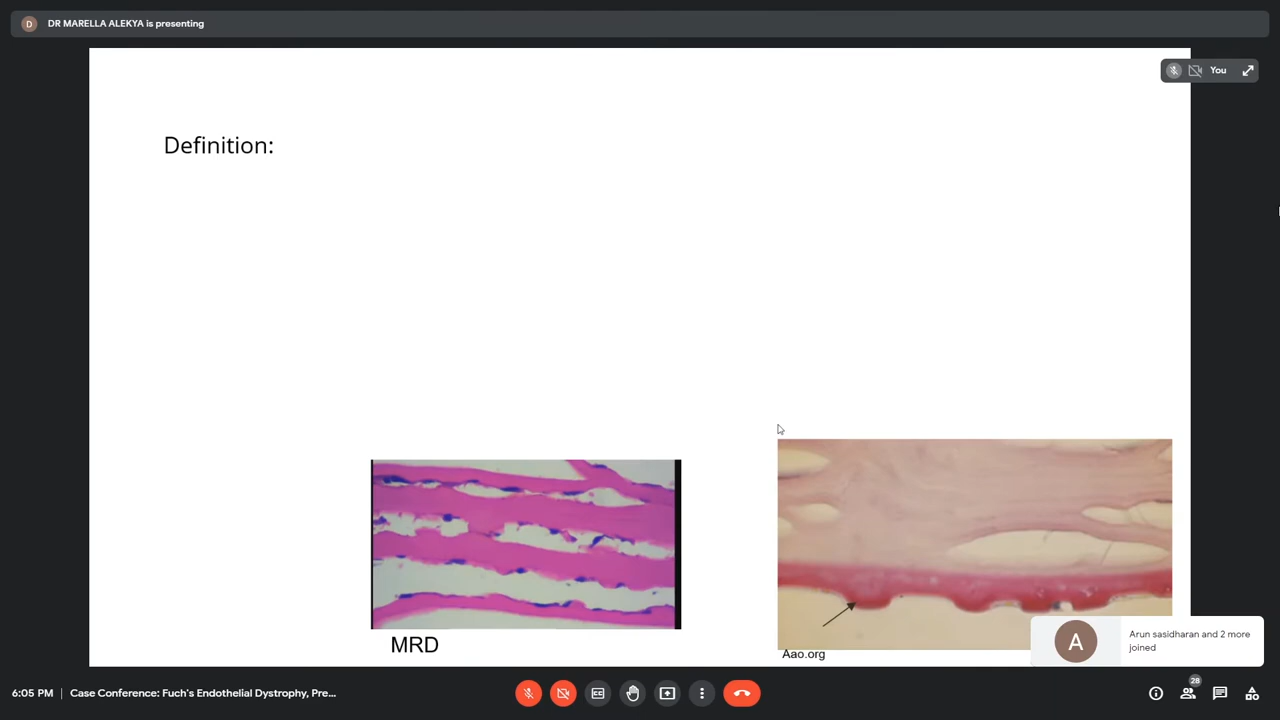 D
DR MARELLA ALEKYA is presenting
You
Definition:
MRD
Aao.org
A
Arun sasidharan and 2 more
joined
6:05 PM | Case Conference: Fuch's Endothelial Dystrophy, Pre...
28